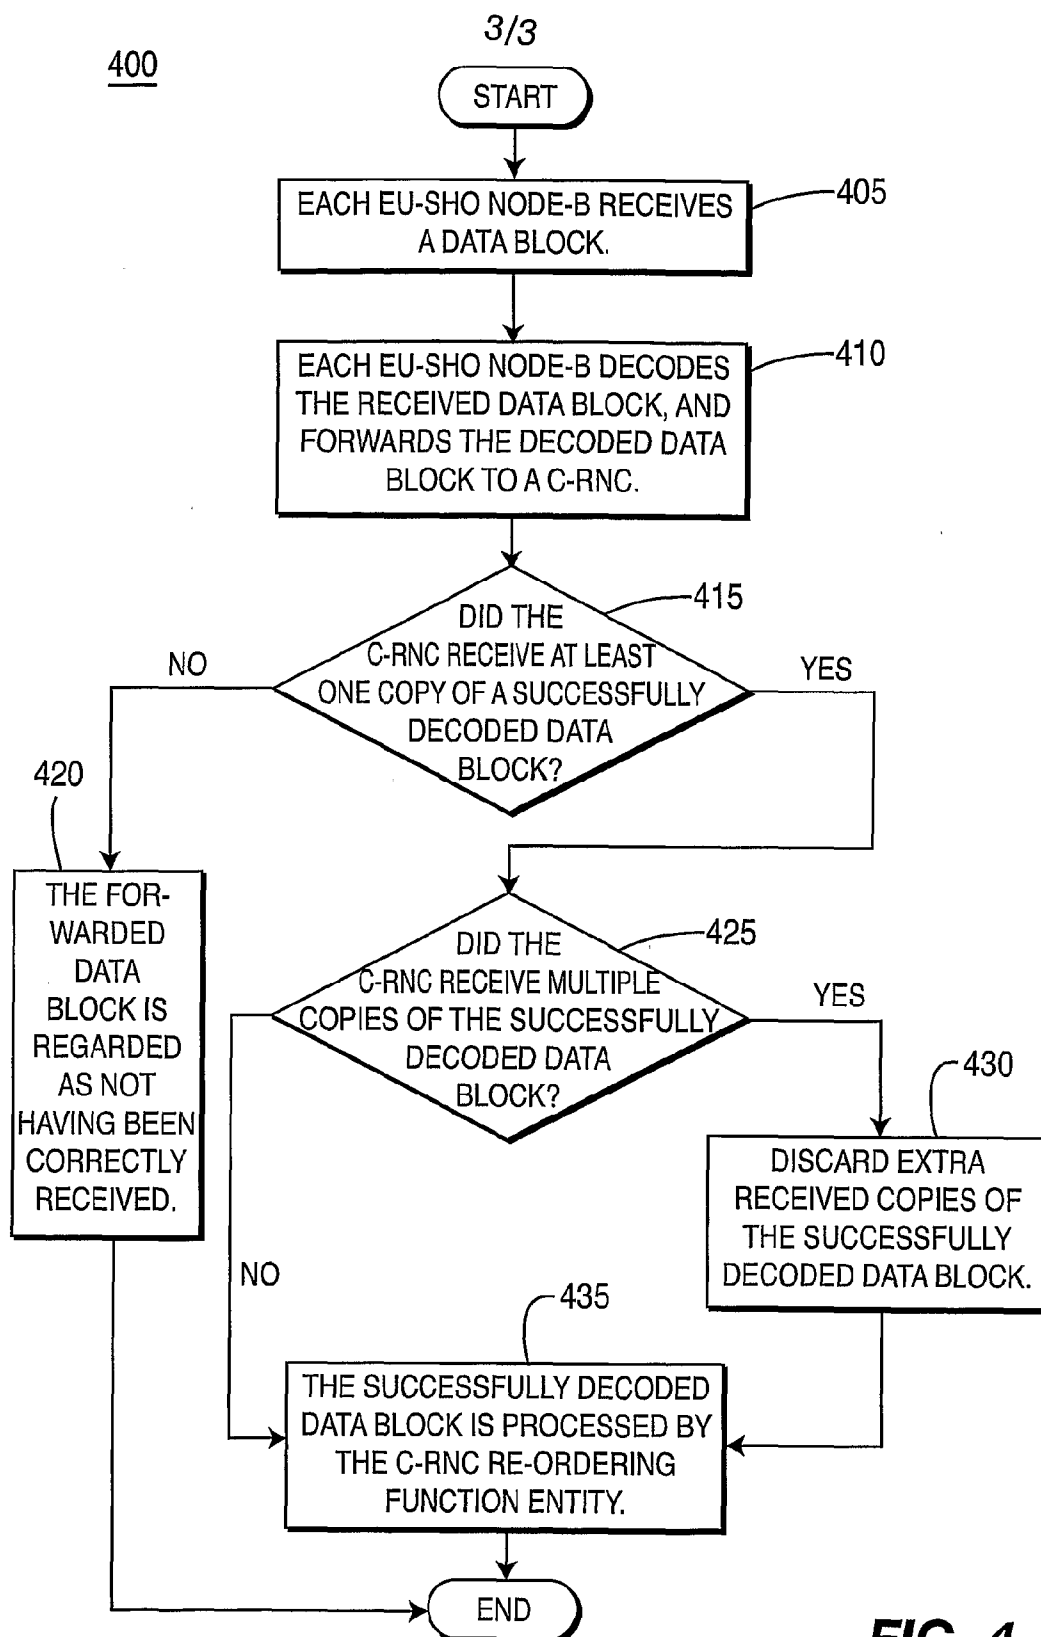 3/3
400
START
EACH EU-SHO NODE-B RECEIVES
A DATA BLOCK.
405
EACH EU-SHO NODE-B DECODES
THE RECEIVED DATA BLOCK, AND
FORWARDS THE DECODED DATA
BLOCK TO A C-RNC.
410
DID THE
C-RNC RECEIVE AT LEAST
ONE COPY OF A SUCCESSFULLY
DECODED DATA
BLOCK?
415
NO
YES
420
THE FOR-
WARDED
DATA
BLOCK IS
REGARDED
AS NOT
HAVING BEEN
CORRECTLY
RECEIVED.
DID THE
C-RNC RECEIVE MULTIPLE
COPIES OF THE SUCCESSFULLY
DECODED DATA
BLOCK?
425
YES
430
DISCARD EXTRA
RECEIVED COPIES OF
THE SUCCESSFULLY
DECODED DATA BLOCK.
NO
435
THE SUCCESSFULLY DECODED
DATA BLOCK IS PROCESSED BY
THE C-RNC RE-ORDERING
FUNCTION ENTITY.
END
FIG. 4